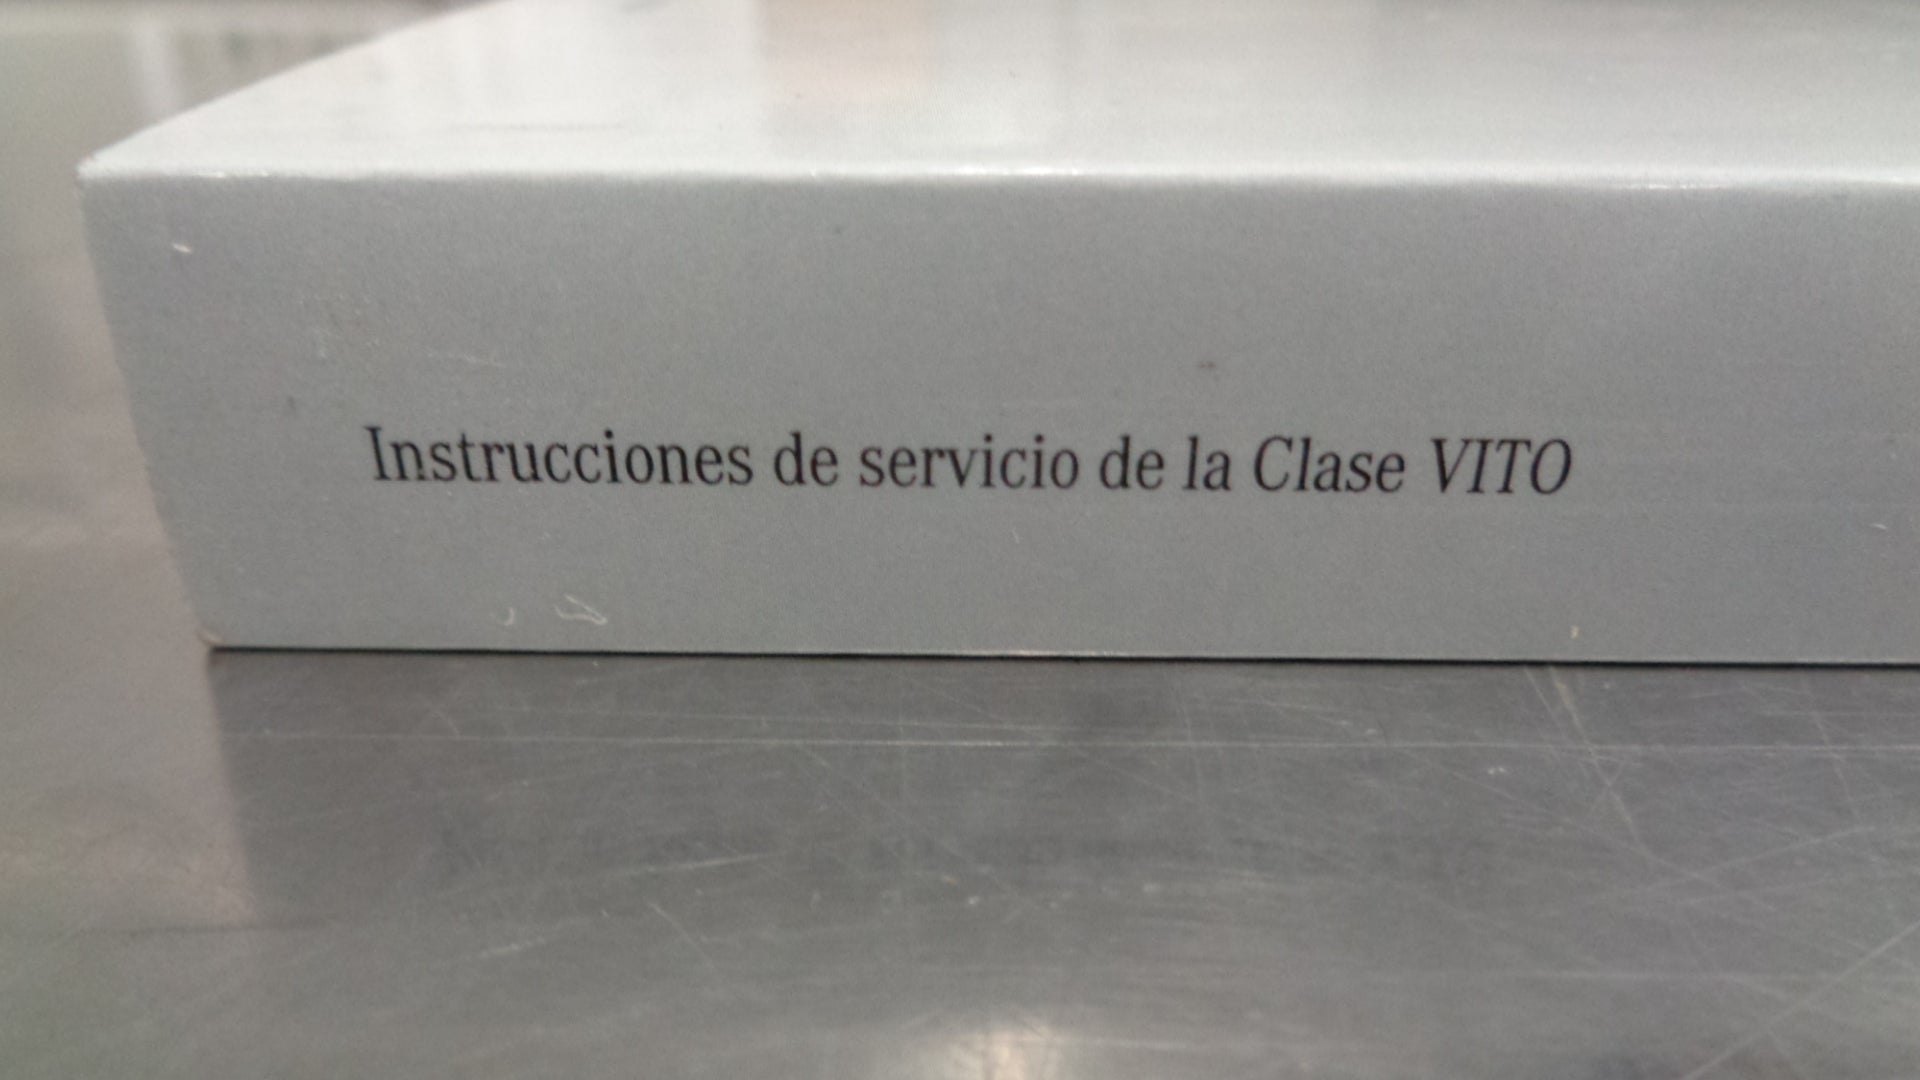 Instrucciones de servicio de la Clase VITO